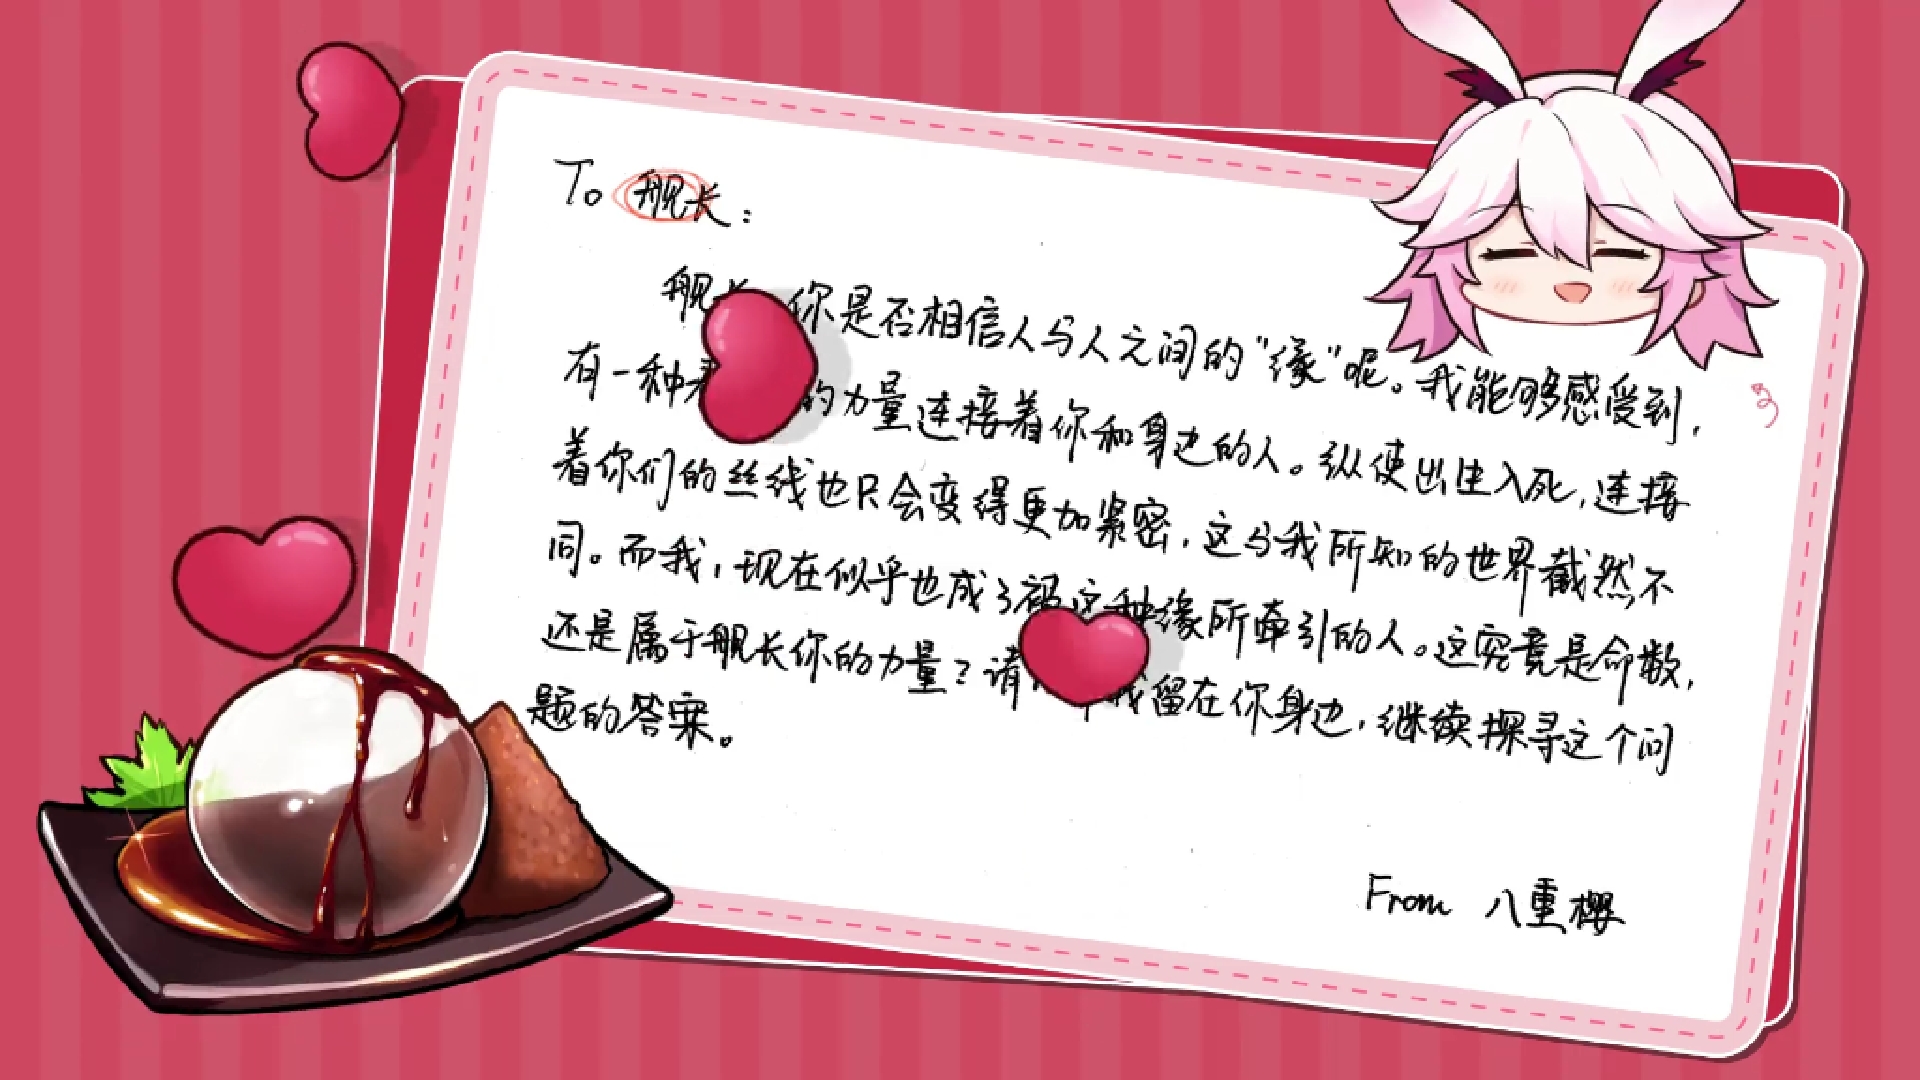 To 舰长：
舰长 你是否相信人与人之间的“缘”呢。我能够感受到，
有一种 的力量连接着你和身边的人。纵使出生入死，连接
着你们的丝线也只会变得更加紧密，这与我所知的世界截然不
同。而我，现在似乎也成了被这种缘所牵引的人。这究竟是命数，
还是属于舰长你的力量？请 我留在你身边，继续探寻这个问
题的答案。
From 八重樱